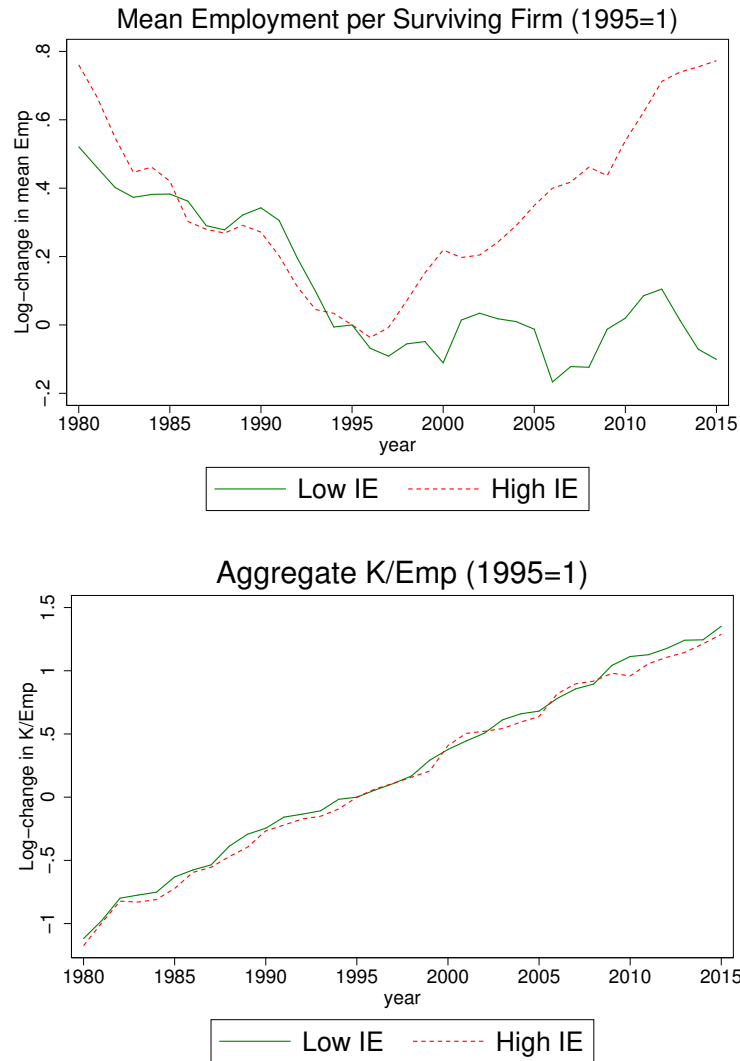 Mean Employment per Surviving Firm (1995=1)
Log−change in mean Emp
.8
.6
.4
.2
0
−.2
1980 1985 1990 1995 2000 2005 2010 2015
year
Low IE High IE
Aggregate K/Emp (1995=1)
Log−change in K/Emp
1.5
1
.5
0
−.5
−1
1980 1985 1990 1995 2000 2005 2010 2015
year
Low IE High IE